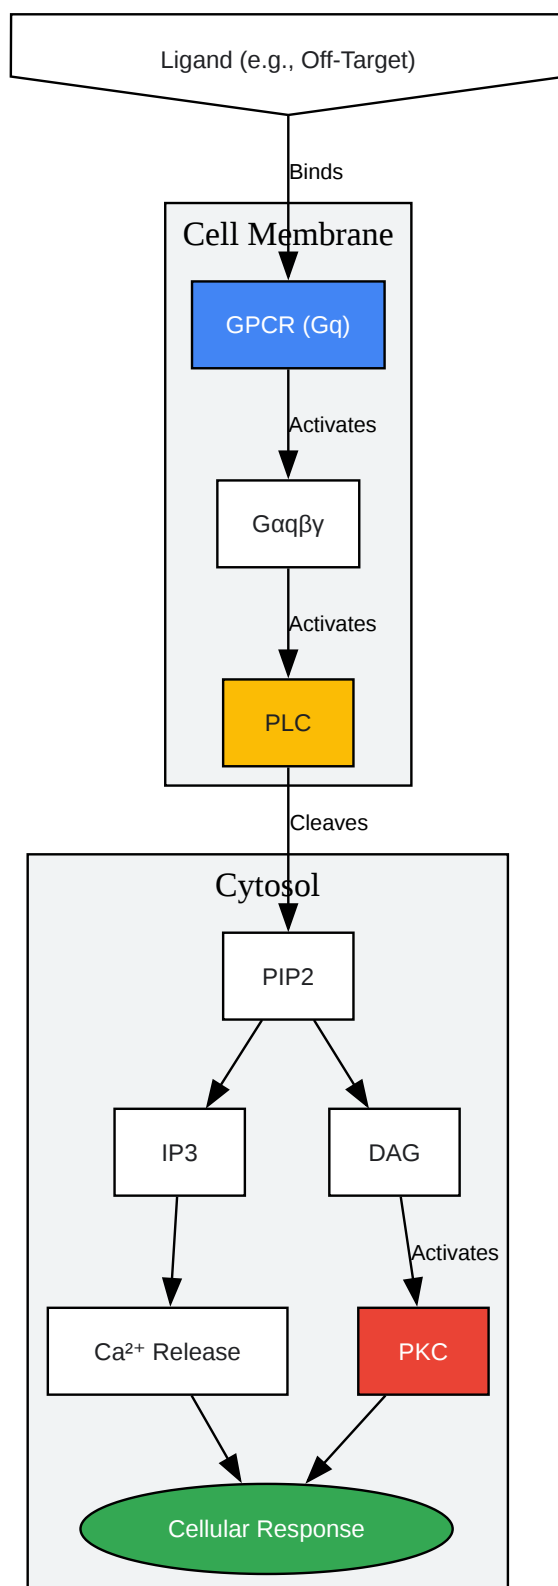 Ligand (e.g., Off-Target)
Binds
Cell Membrane
GPCR (Gq)
Activates
Gαqβγ
Activates
PLC
Cleaves
Cytosol
PIP2
IP3
DAG
Activates
Ca²⁺ Release
PKC
Cellular Response